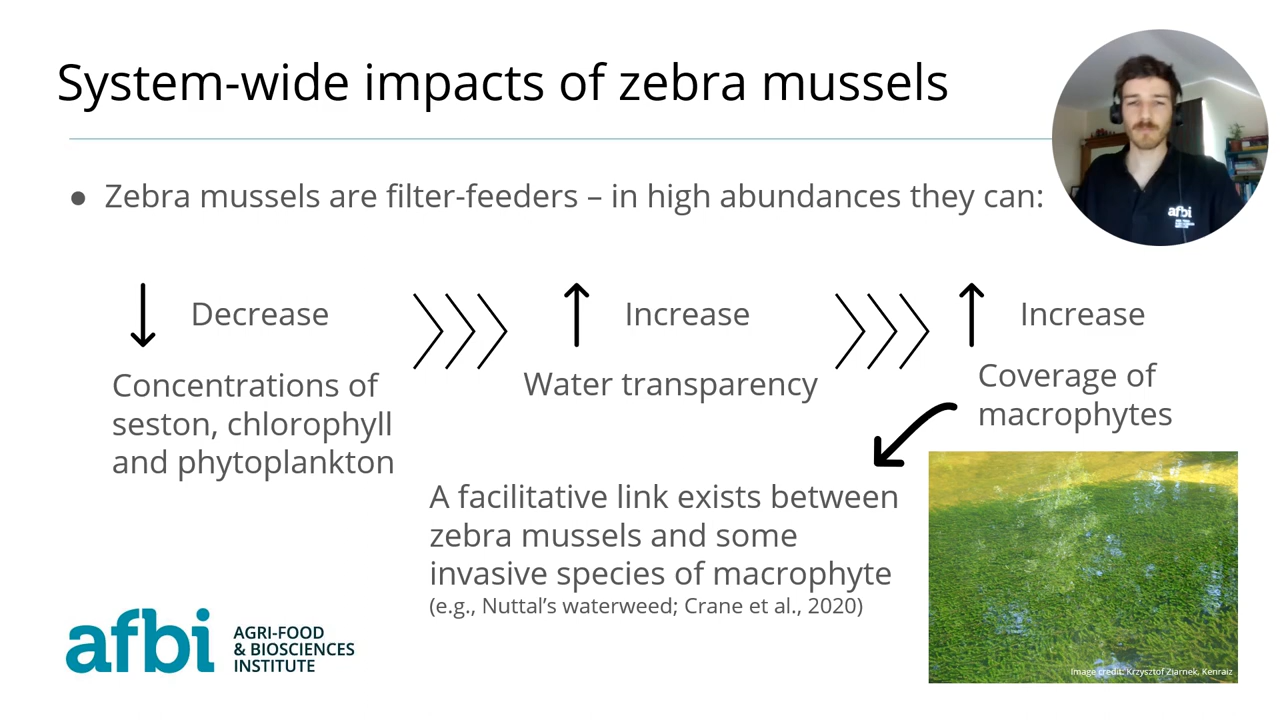 System-wide impacts of zebra mussels
● Zebra mussels are filter-feeders – in high abundances they can:
Decrease
Concentrations of
seston, chlorophyll
and phytoplankton
Increase
Water transparency
Increase
Coverage of
macrophytes
A facilitative link exists between
zebra mussels and some
invasive species of macrophyte
(e.g., Nuttal’s waterweed; Crane et al., 2020)
Image credit: Krzysztof Ziarnek, Kenraiz
afbi
AGRI-FOOD
& BIOSCIENCES
INSTITUTE
afbi